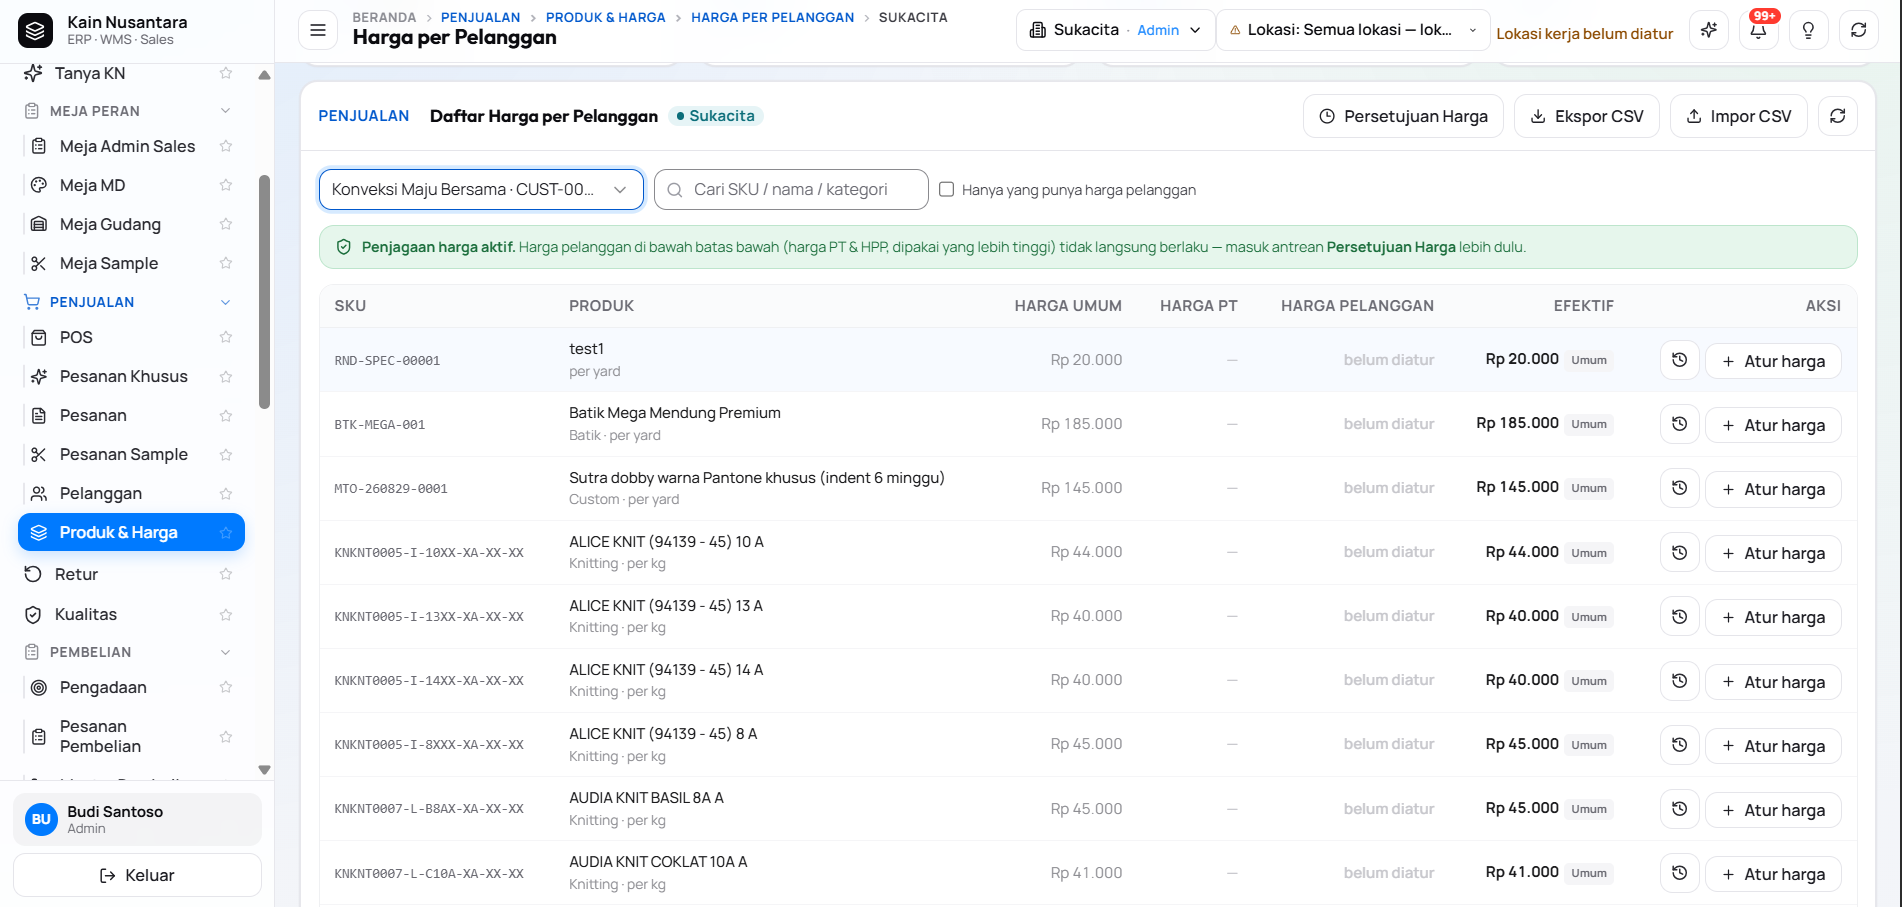 Kain Nusantara
ERP · WMS · Sales
BERANDA › PENJUALAN › PRODUK & HARGA › HARGA PER PELANGGAN › SUKACITA
Harga per Pelanggan
Sukacita · Admin
Lokasi: Semua lokasi — lok...
Lokasi kerja belum diatur
99+
Tanya KN
MEJA PERAN
Meja Admin Sales
Meja MD
Meja Gudang
Meja Sample
PENJUALAN
POS
Pesanan Khusus
Pesanan
Pesanan Sample
Pelanggan
Produk & Harga
Retur
Kualitas
PEMBELIAN
Pengadaan
Pesanan
Pembelian
BU
Budi Santoso
Admin
Keluar
PENJUALAN Daftar Harga per Pelanggan Sukacita
Persetujuan Harga Ekspor CSV Impor CSV
Konveksi Maju Bersama · CUST-00... Cari SKU / nama / kategori Hanya yang punya harga pelanggan
Penjagaan harga aktif. Harga pelanggan di bawah batas bawah (harga PT & HPP, dipakai yang lebih tinggi) tidak langsung berlaku — masuk antrean Persetujuan Harga lebih dulu.
SKU PRODUK HARGA UMUM HARGA PT HARGA PELANGGAN EFEKTIF AKSI
RND-SPEC-00001 test1 Rp 20.000 — belum diatur Rp 20.000 Umum + Atur harga
per yard
BTK-MEGA-001 Batik Mega Mendung Premium Rp 185.000 — belum diatur Rp 185.000 Umum + Atur harga
Batik · per yard
MTO-260829-0001 Sutra dobby warna Pantone khusus (indent 6 minggu) Rp 145.000 — belum diatur Rp 145.000 Umum + Atur harga
Custom · per yard
KNKNT0005-I-10XX-XA-XX-XX ALICE KNIT (94139 - 45) 10 A Rp 44.000 — belum diatur Rp 44.000 Umum + Atur harga
Knitting · per kg
KNKNT0005-I-13XX-XA-XX-XX ALICE KNIT (94139 - 45) 13 A Rp 40.000 — belum diatur Rp 40.000 Umum + Atur harga
Knitting · per kg
KNKNT0005-I-14XX-XA-XX-XX ALICE KNIT (94139 - 45) 14 A Rp 40.000 — belum diatur Rp 40.000 Umum + Atur harga
Knitting · per kg
KNKNT0005-I-8XXX-XA-XX-XX ALICE KNIT (94139 - 45) 8 A Rp 45.000 — belum diatur Rp 45.000 Umum + Atur harga
Knitting · per kg
KNKNT0007-L-B8AX-XA-XX-XX AUDIA KNIT BASIL 8A A Rp 45.000 — belum diatur Rp 45.000 Umum + Atur harga
Knitting · per kg
KNKNT0007-L-C10A-XA-XX-XX AUDIA KNIT COKLAT 10A A Rp 41.000 — belum diatur Rp 41.000 Umum + Atur harga
Knitting · per kg